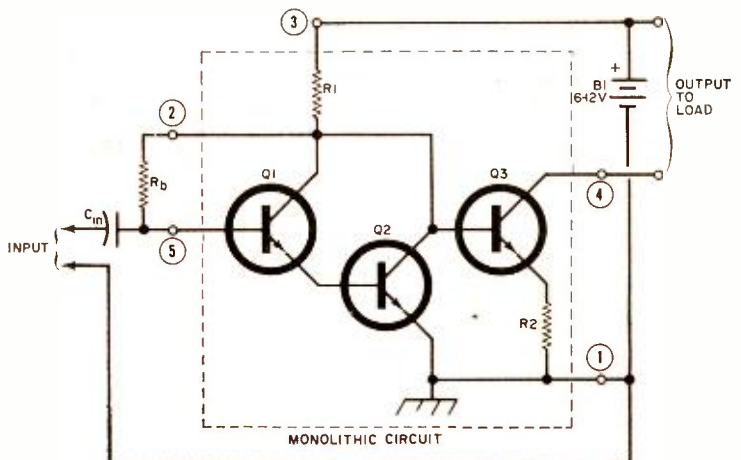 3
R1
+
B1
6-12V
OUTPUT
TO
LOAD
2
Rb
Q1
Q3
4
Cin
INPUT
5
Q2
R2
1
MONOLITHIC CIRCUIT